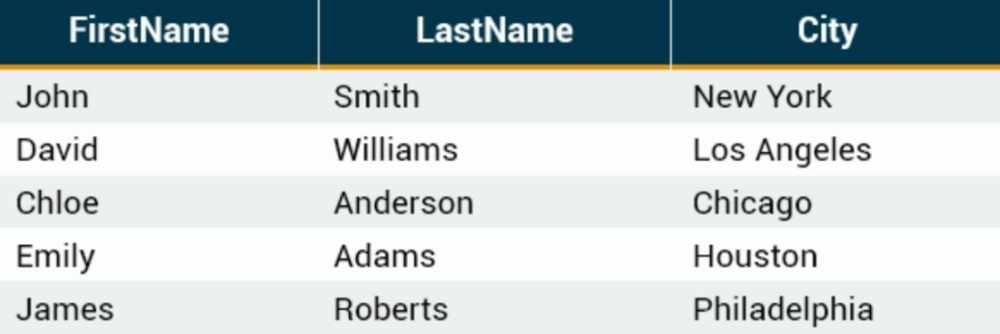 FirstName LastName City
John Smith New York
David Williams Los Angeles
Chloe Anderson Chicago
Emily Adams Houston
James Roberts Philadelphia